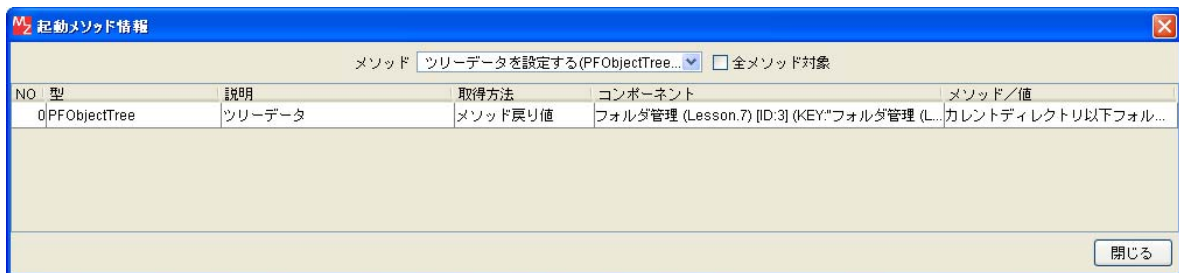 MZ 起動メソッド情報
メソッド ツリーデータを設定する(PFObjectTree... 全メソッド対象
NO 型 説明 取得方法 コンポーネント メソッド/値
0 PFObjectTree ツリーデータ メソッド戻り値 フォルダ管理 (Lesson.7) [ID:3] (KEY:"フォルダ管理 (L... カレントディレクトリ以下フォル...
閉じる